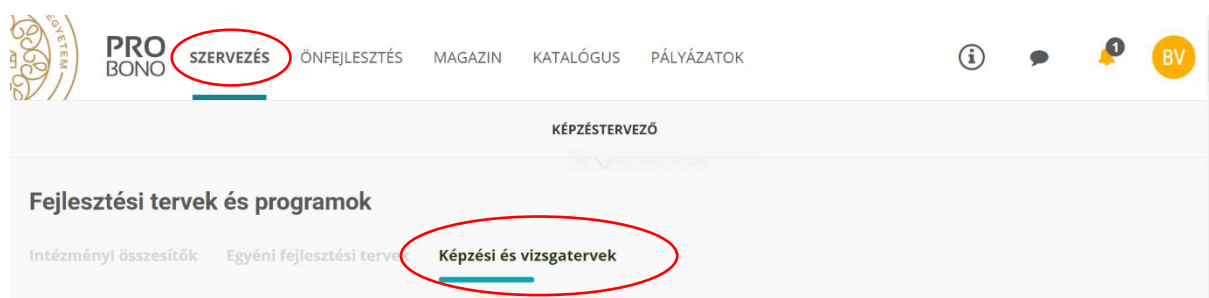 EGYETEM
PRO BONO SZERVEZÉS ÖNFEJLESZTÉS MAGAZIN KATALÓGUS PÁLYÁZATOK 1 BV
KÉPZÉSTERVEZŐ
Fejlesztési tervek és programok
Intézményi összesítők Egyéni fejlesztési tervek Képzési és vizsgatervek